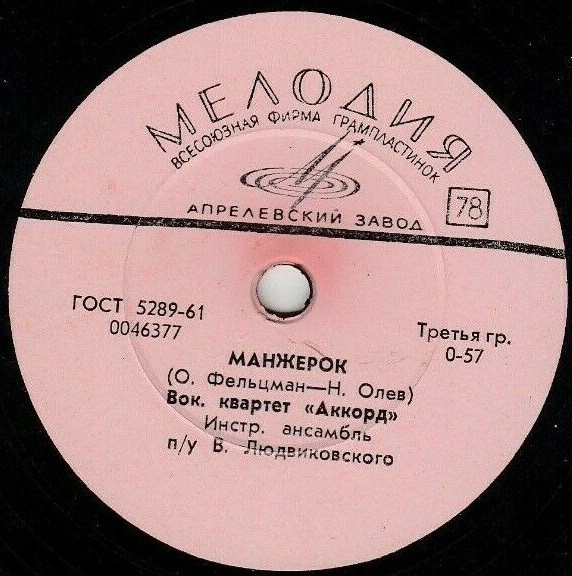 МЕЛОДИЯ
ВСЕСОЮЗНАЯ ФИРМА ГРАМПЛАСТИНОК
АПРЕЛЕВСКИЙ ЗАВОД
78
ГОСТ 5289-61
0046377
Третья гр.
0-57
МАНЖЕРОК
(О. Фельцман—Н. Олев)
Вок. квартет «Аккорд»
Инстр. ансамбль
п/у В. Людвиковского